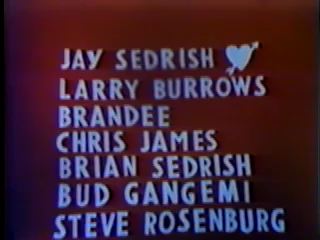 JAY SEDRISH
LARRY BURROWS
BRANDEE
CHRIS JAMES
BRIAN SEDRISH
BUD GANGEMI
STEVE ROSENBURG